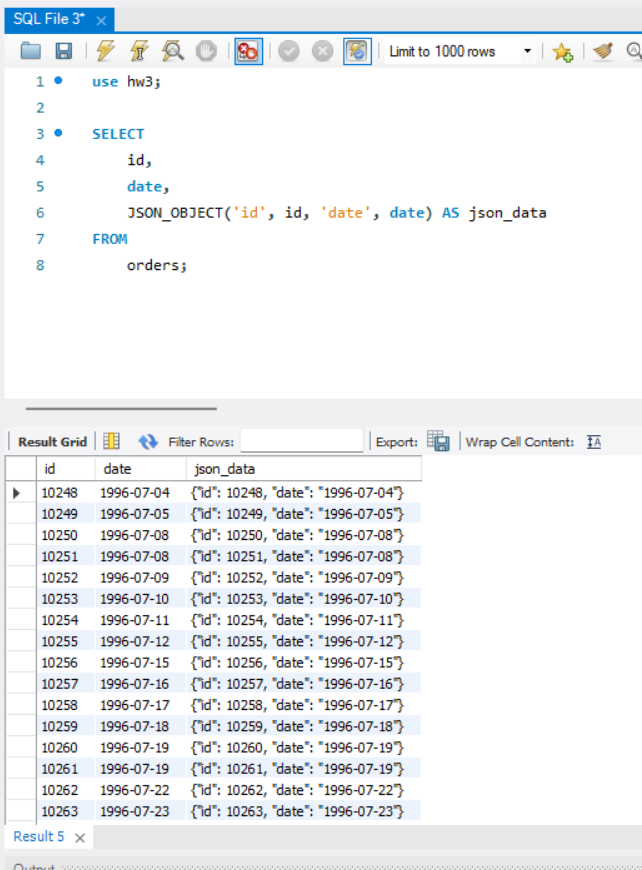 SQL File 3*
Limit to 1000 rows
1 use hw3;
2
3 SELECT
4 id,
5 date,
6 JSON_OBJECT('id', id, 'date', date) AS json_data
7 FROM
8 orders;
Result Grid Filter Rows: Export: Wrap Cell Content: IA
id date json_data
10248 1996-07-04 {"id": 10248, "date": "1996-07-04"}
10249 1996-07-05 {"id": 10249, "date": "1996-07-05"}
10250 1996-07-08 {"id": 10250, "date": "1996-07-08"}
10251 1996-07-08 {"id": 10251, "date": "1996-07-08"}
10252 1996-07-09 {"id": 10252, "date": "1996-07-09"}
10253 1996-07-10 {"id": 10253, "date": "1996-07-10"}
10254 1996-07-11 {"id": 10254, "date": "1996-07-11"}
10255 1996-07-12 {"id": 10255, "date": "1996-07-12"}
10256 1996-07-15 {"id": 10256, "date": "1996-07-15"}
10257 1996-07-16 {"id": 10257, "date": "1996-07-16"}
10258 1996-07-17 {"id": 10258, "date": "1996-07-17"}
10259 1996-07-18 {"id": 10259, "date": "1996-07-18"}
10260 1996-07-19 {"id": 10260, "date": "1996-07-19"}
10261 1996-07-19 {"id": 10261, "date": "1996-07-19"}
10262 1996-07-22 {"id": 10262, "date": "1996-07-22"}
10263 1996-07-23 {"id": 10263, "date": "1996-07-23"}
Result 5
Output